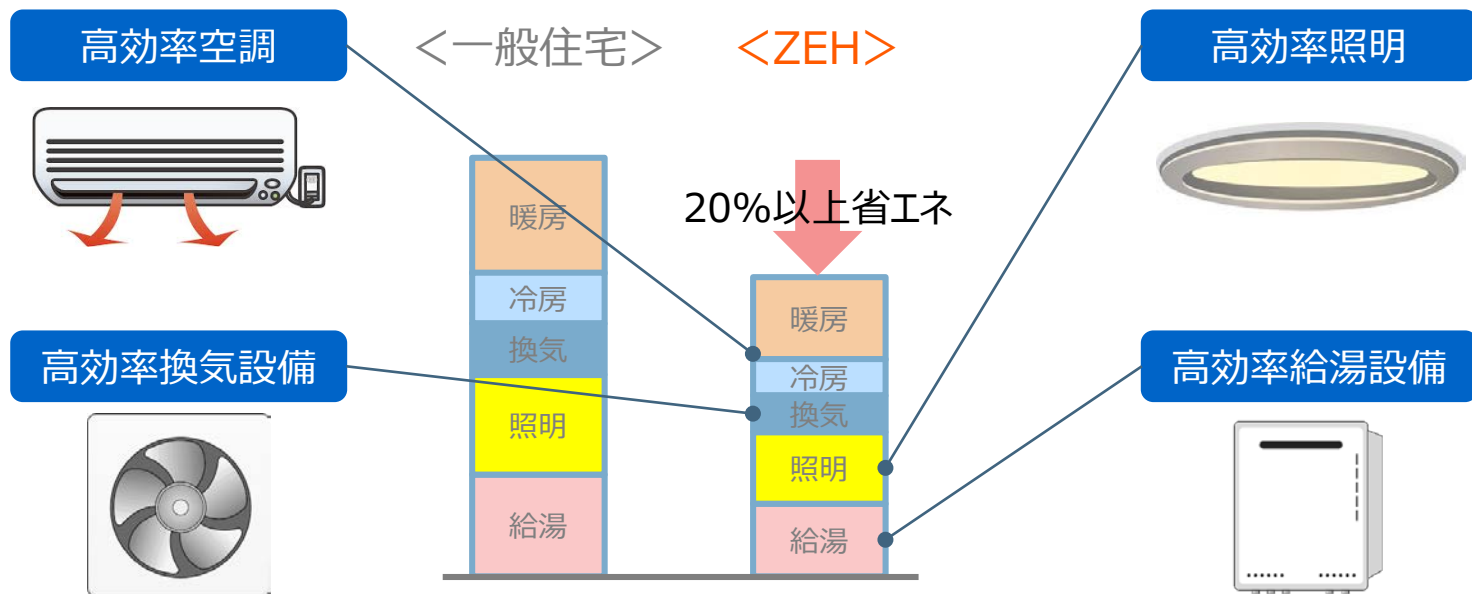 高効率空調
＜一般住宅＞
＜ZEH＞
高効率照明
20%以上省エネ
暖房
冷房
換気
照明
給湯
暖房
冷房
換気
照明
給湯
高効率換気設備
高効率給湯設備